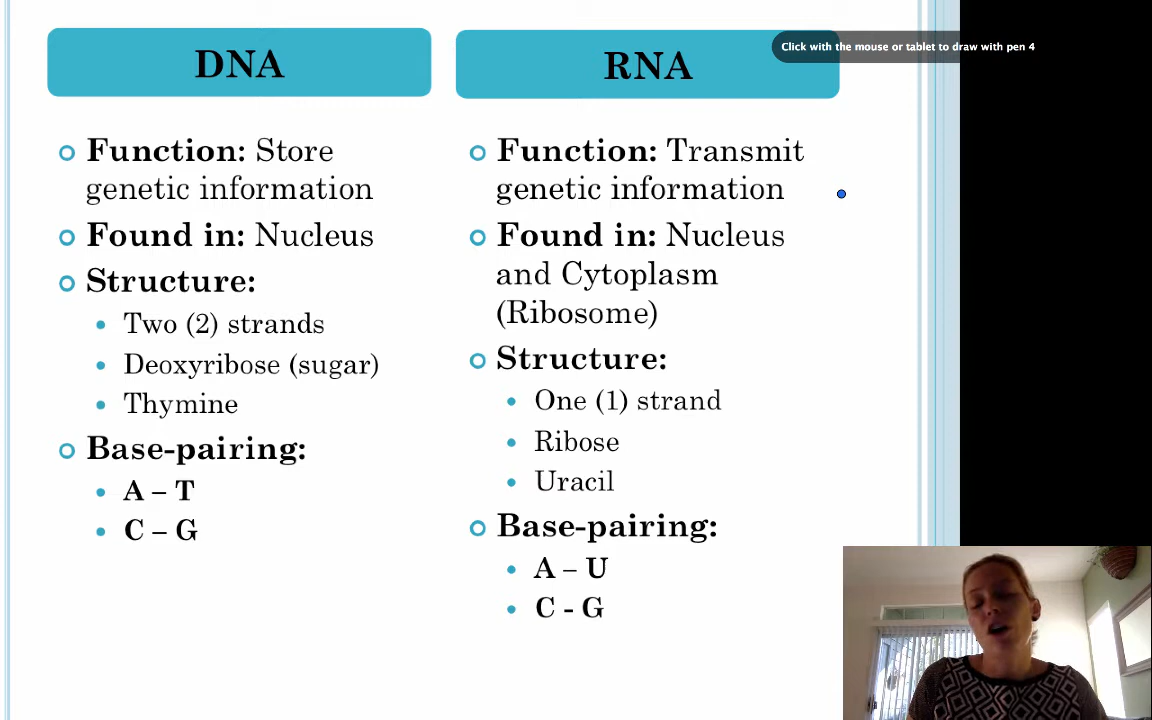 DNA
Function: Store
genetic information
Found in: Nucleus
Structure:
Two (2) strands
Deoxyribose (sugar)
Thymine
Base-pairing:
A – T
C – G
RNA
Click with the mouse or tablet to draw with pen 4
Function: Transmit
genetic information
Found in: Nucleus
and Cytoplasm
(Ribosome)
Structure:
One (1) strand
Ribose
Uracil
Base-pairing:
A – U
C - G